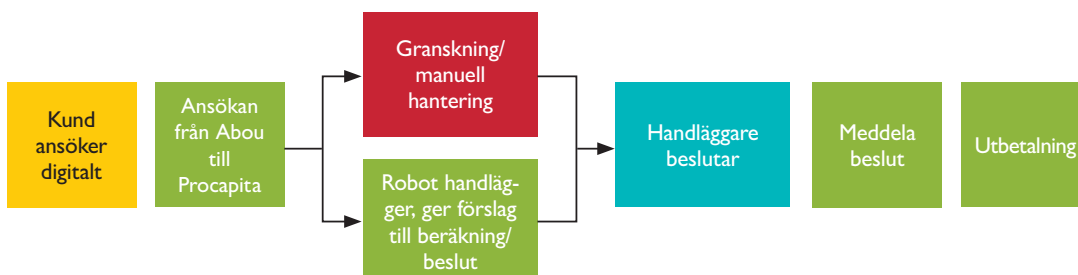 Kund
ansöker
digitalt
Ansökan
från Abou
till
Procapita
Granskning/
manuell
hantering
Robot handläg-
ger, ger förslag
till beräkning/
beslut
Handläggare
beslutar
Meddela
beslut
Utbetalning